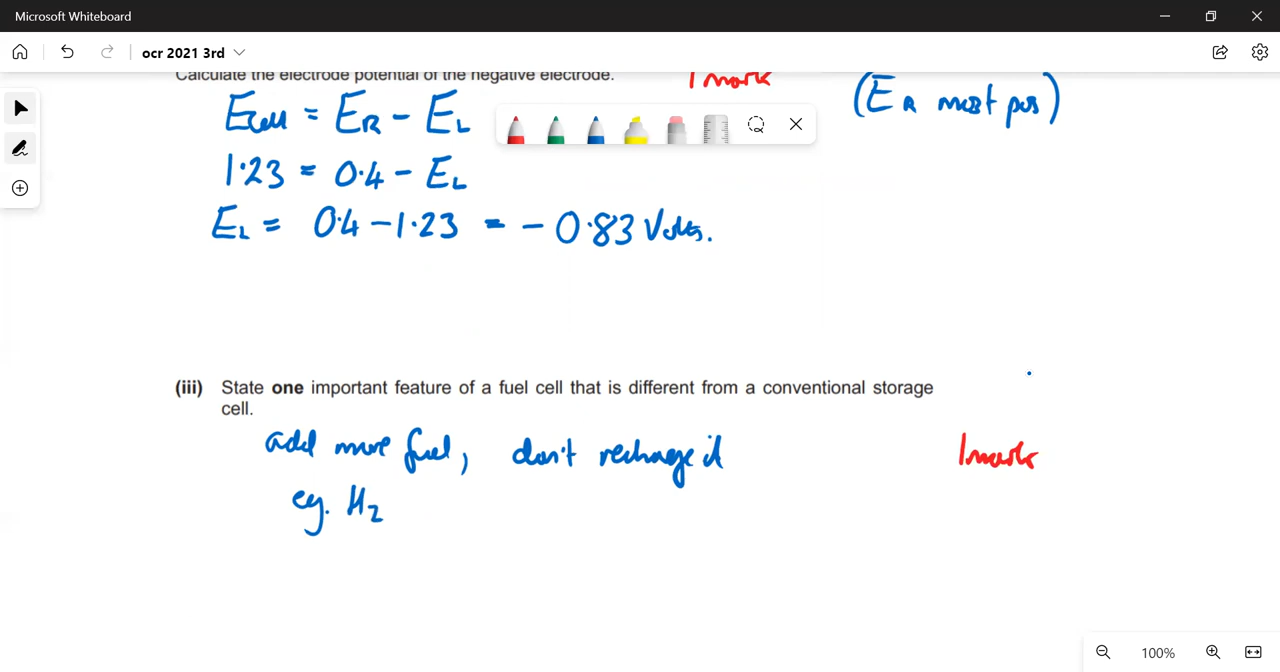 Microsoft Whiteboard
ocr 2021 3rd
Calculate the electrode potential of the negative electrode.
1 mark
Ecell = ER - EL
(ER most pos)
1.23 = 0.4 - EL
EL = 0.4 - 1.23 = - 0.83 Volts.
(iii) State one important feature of a fuel cell that is different from a conventional storage
cell.
add more fuel, don't recharge it
1 mark
eg. H2
100%